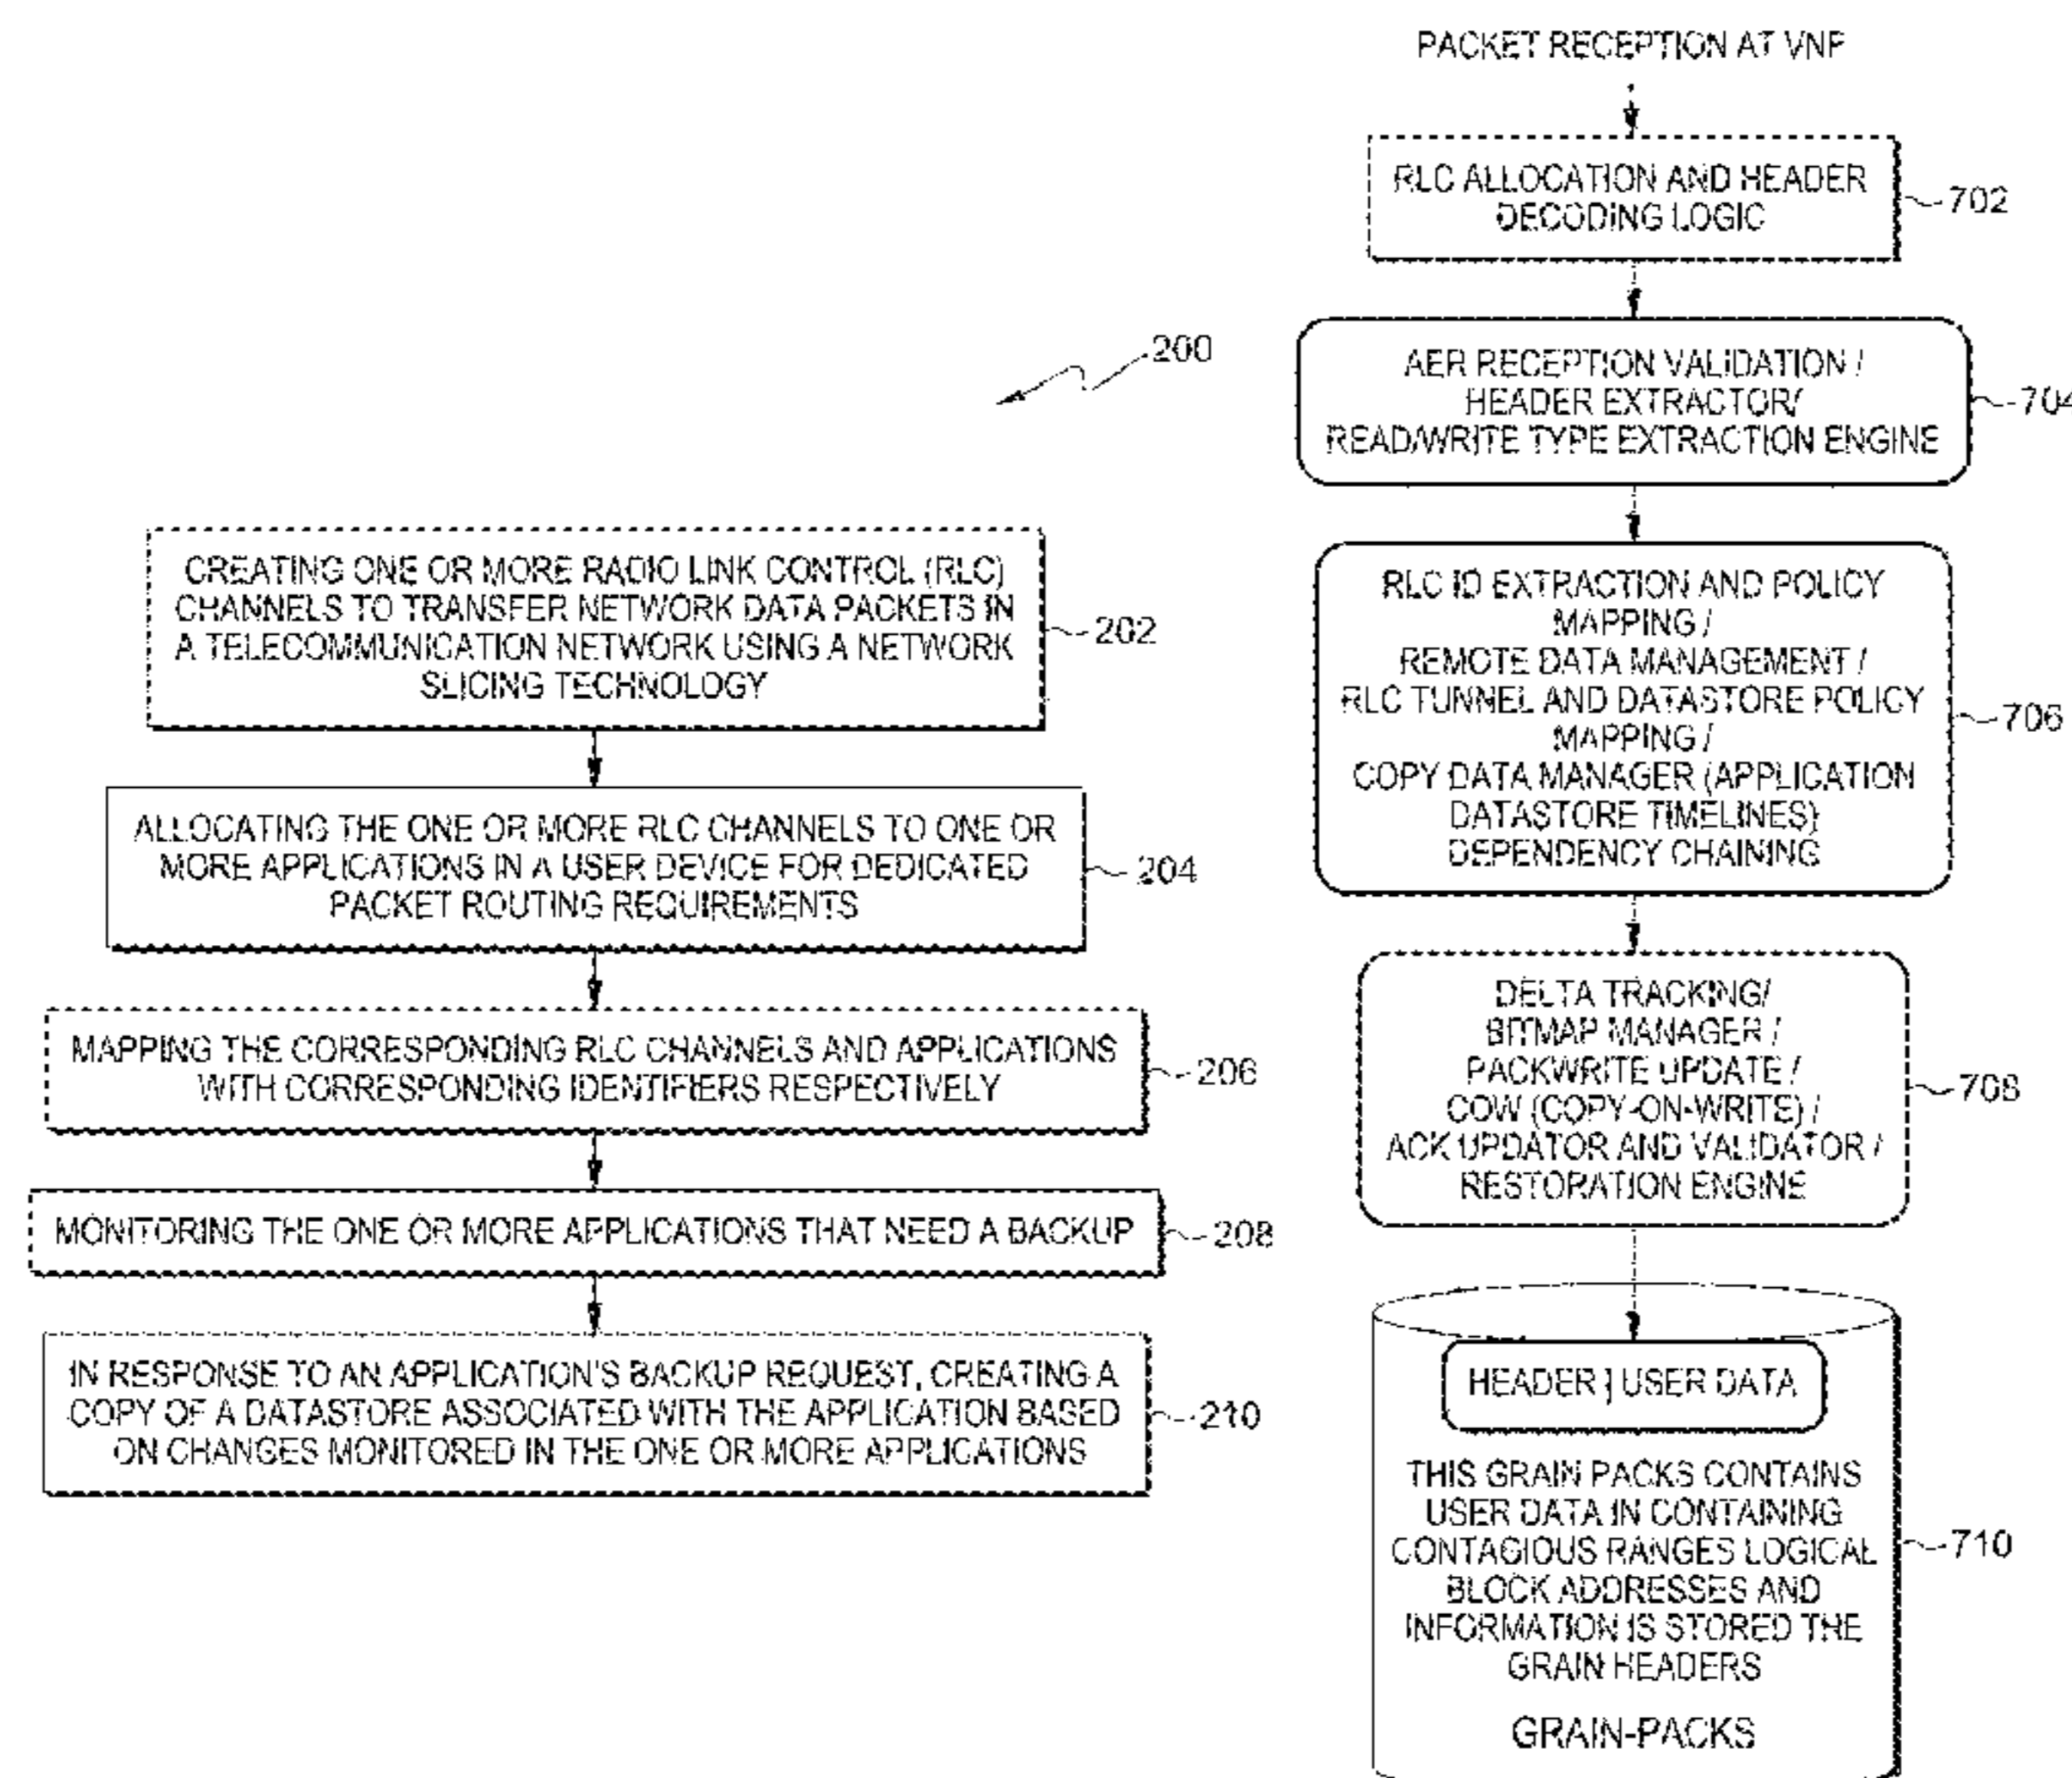 200
CREATING ONE OR MORE RADIO LINK CONTROL (RLC)
CHANNELS TO TRANSFER NETWORK DATA PACKETS IN
A TELECOMMUNICATION NETWORK USING A NETWORK
SLICING TECHNOLOGY
202
ALLOCATING THE ONE OR MORE RLC CHANNELS TO ONE OR
MORE APPLICATIONS IN A USER DEVICE FOR DEDICATED
PACKET ROUTING REQUIREMENTS
204
MAPPING THE CORRESPONDING RLC CHANNELS AND APPLICATIONS
WITH CORRESPONDING IDENTIFIERS RESPECTIVELY
206
MONITORING THE ONE OR MORE APPLICATIONS THAT NEED A BACKUP
208
IN RESPONSE TO AN APPLICATION'S BACKUP REQUEST, CREATING A
COPY OF A DATASTORE ASSOCIATED WITH THE APPLICATION BASED
ON CHANGES MONITORED IN THE ONE OR MORE APPLICATIONS
210
PACKET RECEPTION AT VNF
RLC ALLOCATION AND HEADER
DECODING LOGIC
702
AER RECEPTION VALIDATION /
HEADER EXTRACTOR/
READ/WRITE TYPE EXTRACTION ENGINE
704
RLC ID EXTRACTION AND POLICY
MAPPING /
REMOTE DATA MANAGEMENT /
RLC TUNNEL AND DATASTORE POLICY
MAPPING /
COPY DATA MANAGER (APPLICATION
DATASTORE TIMELINES)
DEPENDENCY CHAINING
706
DELTA TRACKING/
BITMAP MANAGER /
PACKWRITE UPDATE /
COW (COPY-ON-WRITE) /
ACK UPDATOR AND VALIDATOR /
RESTORATION ENGINE
708
HEADER | USER DATA
THIS GRAIN PACKS CONTAINS
USER DATA IN CONTAINING
CONTAGIOUS RANGES LOGICAL
BLOCK ADDRESSES AND
INFORMATION IS STORED THE
GRAIN HEADERS
710
GRAIN-PACKS